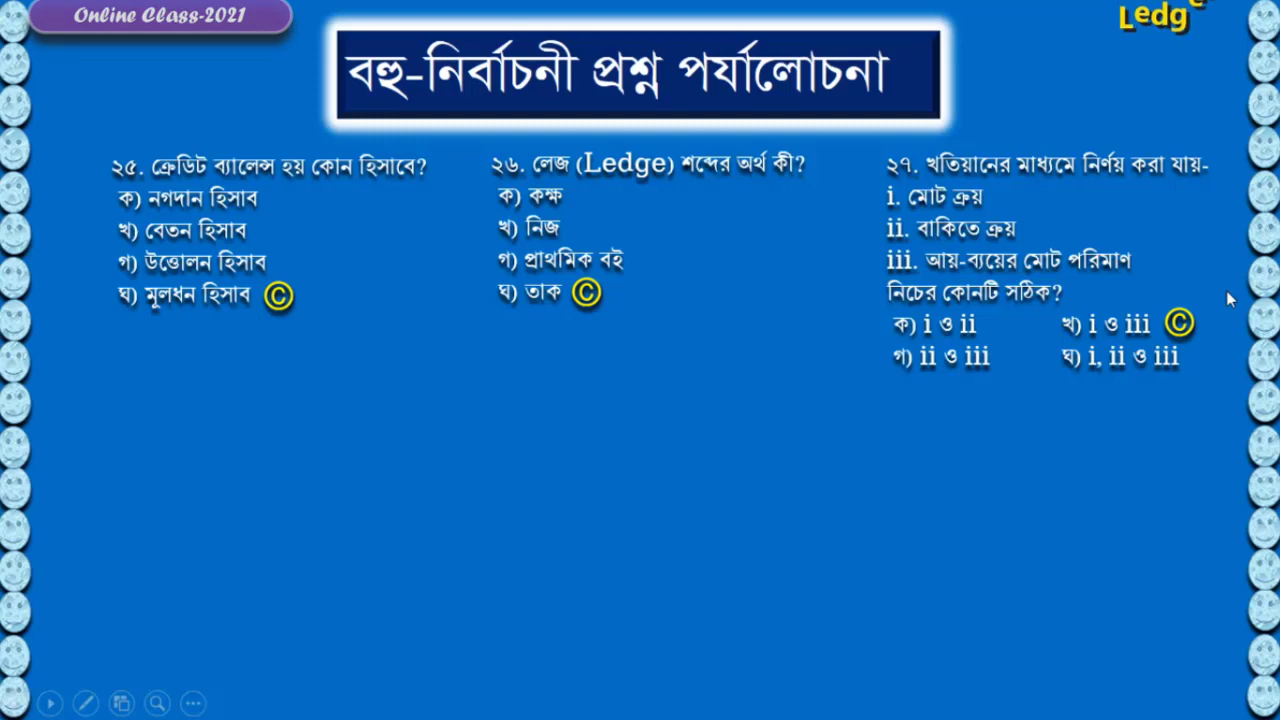 Online Class-2021
Ledge
বহু-নির্বাচনী প্রশ্ন পর্যালোচনা
২৫. ক্রেডিট ব্যালেন্স হয় কোন হিসাবে?
ক) নগদান হিসাব
খ) বেতন হিসাব
গ) উত্তোলন হিসাব
ঘ) মূলধন হিসাব ©
২৬. লেজ (Ledge) শব্দের অর্থ কী?
ক) কক্ষ
খ) নিজ
গ) প্রাথমিক বই
ঘ) তাক ©
২৭. খতিয়ানের মাধ্যমে নির্ণয় করা যায়-
i. মোট ক্রয়
ii. বাকিতে ক্রয়
iii. আয়-ব্যয়ের মোট পরিমাণ
নিচের কোনটি সঠিক?
ক) i ও ii খ) i ও iii ©
গ) ii ও iii ঘ) i, ii ও iii